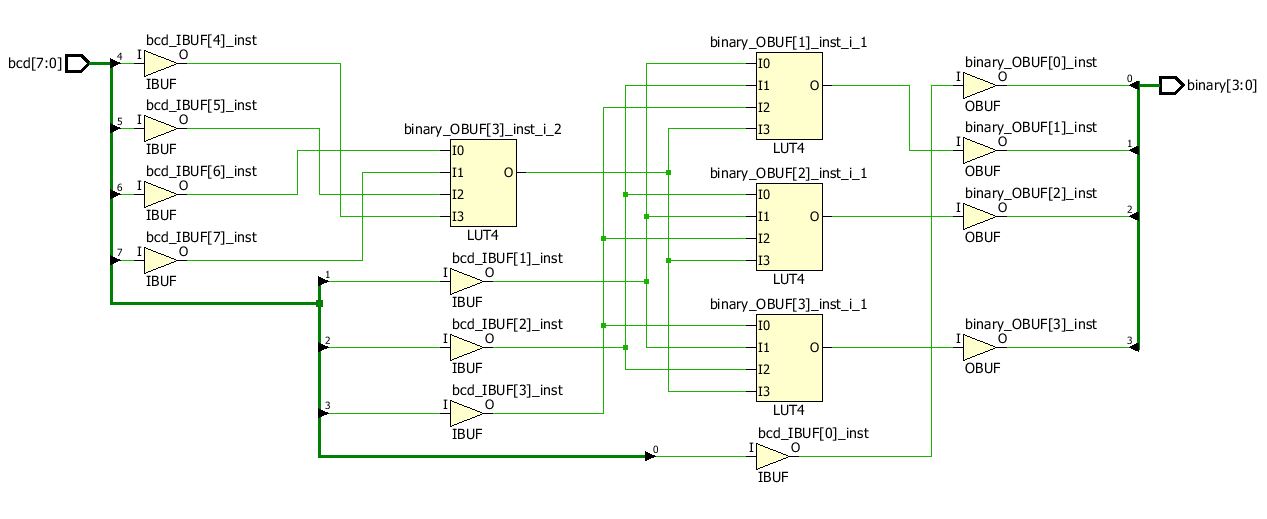 bcd[7:0]
4
I
bcd_IBUF[4]_inst
O
IBUF
5
I
bcd_IBUF[5]_inst
O
IBUF
6
I
bcd_IBUF[6]_inst
O
IBUF
7
I
bcd_IBUF[7]_inst
O
IBUF
binary_OBUF[3]_inst_i_2
I0
I1
I2
I3
O
LUT4
1
I
bcd_IBUF[1]_inst
O
IBUF
2
I
bcd_IBUF[2]_inst
O
IBUF
3
I
bcd_IBUF[3]_inst
O
IBUF
binary_OBUF[1]_inst_i_1
I0
I1
I2
I3
O
LUT4
binary_OBUF[2]_inst_i_1
I0
I1
I2
I3
O
LUT4
binary_OBUF[3]_inst_i_1
I0
I1
I2
I3
O
LUT4
0
I
bcd_IBUF[0]_inst
O
IBUF
binary_OBUF[0]_inst
I
O
OBUF
0
binary_OBUF[1]_inst
I
O
OBUF
1
binary_OBUF[2]_inst
I
O
OBUF
2
binary_OBUF[3]_inst
I
O
OBUF
3
binary[3:0]